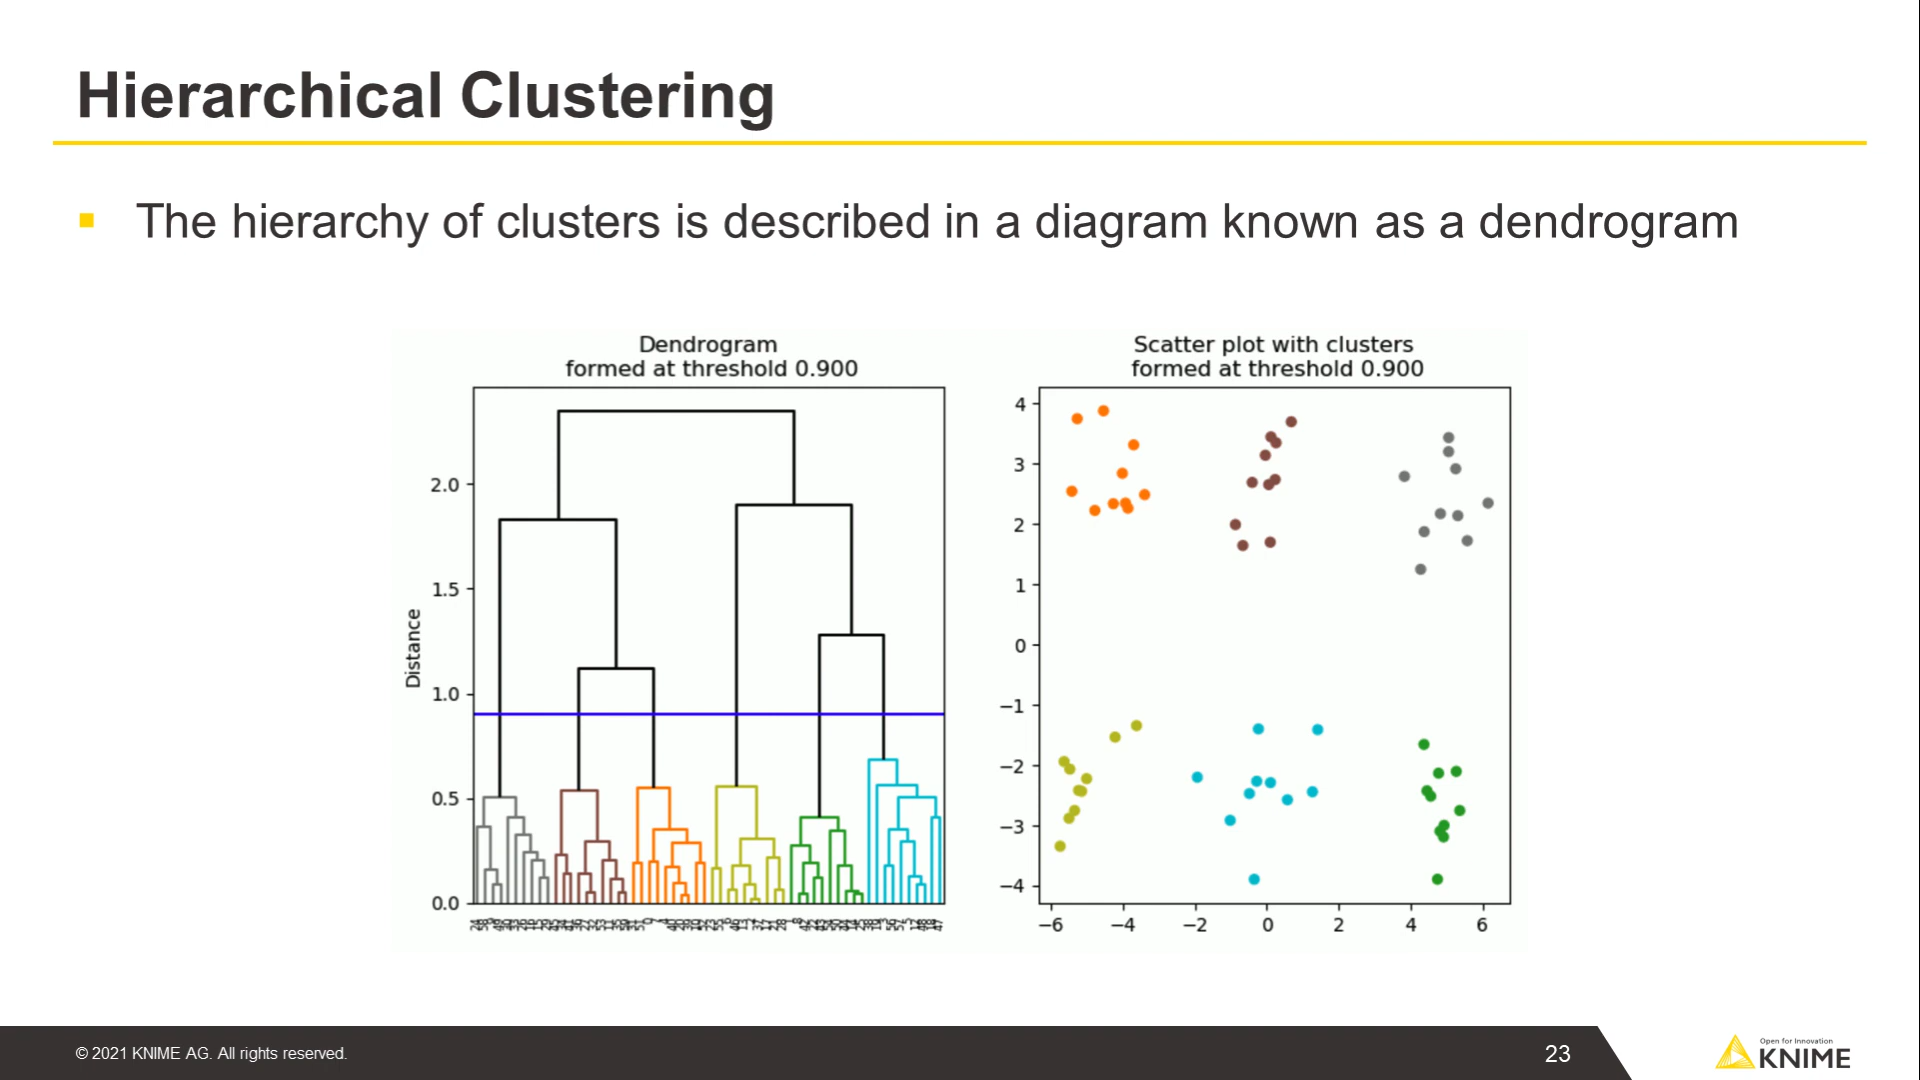 Hierarchical Clustering
The hierarchy of clusters is described in a diagram known as a dendrogram
Dendrogram
formed at threshold 0.900
Distance
2.0
1.5
1.0
0.5
0.0
Scatter plot with clusters
formed at threshold 0.900
4
3
2
1
0
−1
−2
−3
−4
−6 −4 −2 0 2 4 6
© 2021 KNIME AG. All rights reserved.
23
Open for Innovation
KNIME